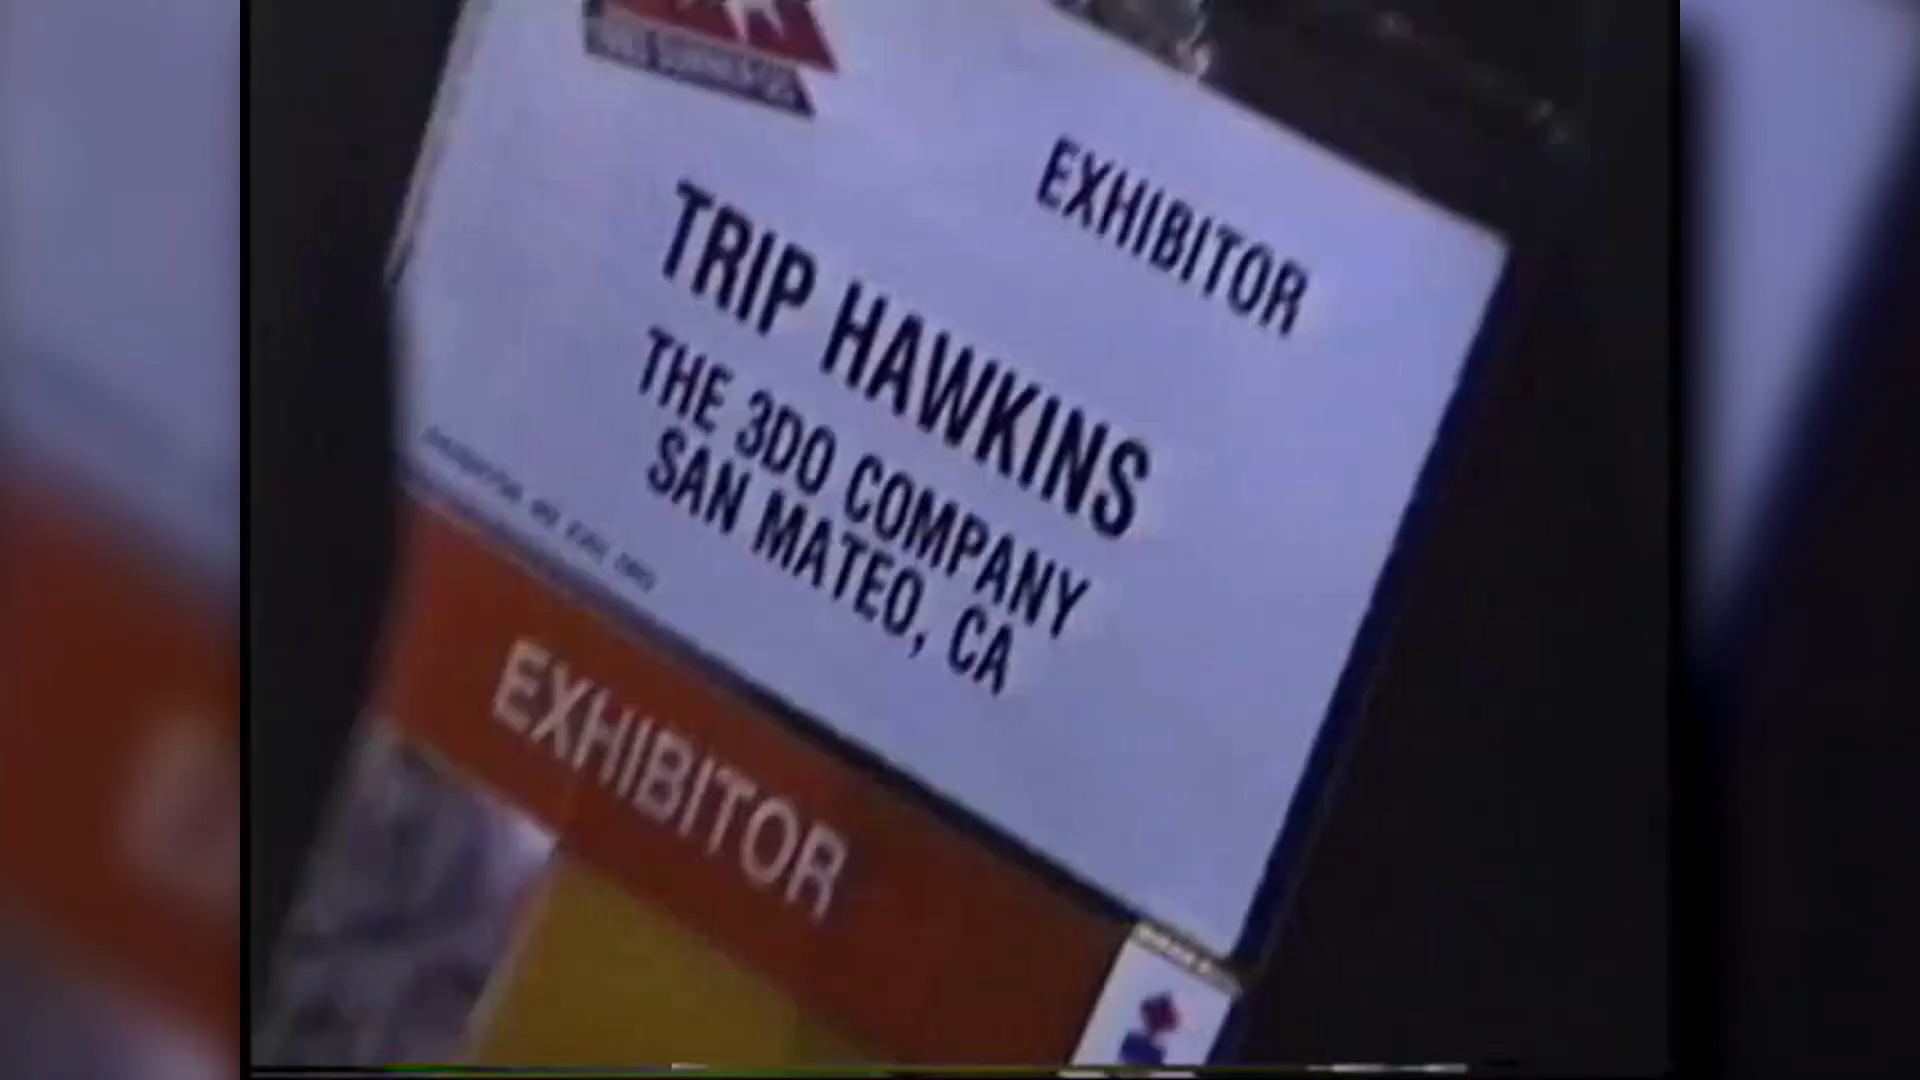 EXHIBITOR
TRIP HAWKINS
THE 3DO COMPANY
SAN MATEO, CA
EXHIBITOR